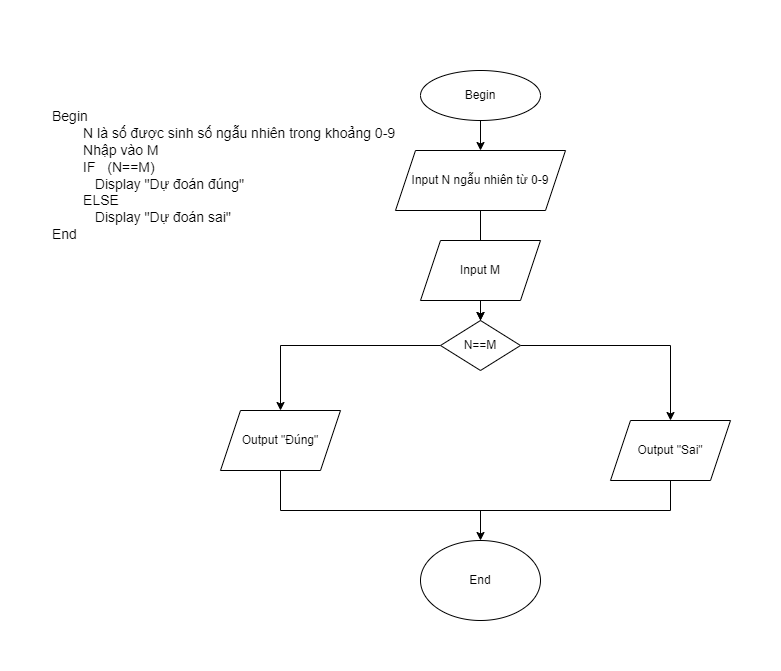 Begin
N là số được sinh số ngẫu nhiên trong khoảng 0-9
Nhập vào M
IF (N==M)
Display "Dự đoán đúng"
ELSE
Display "Dự đoán sai"
End
Begin
Input N ngẫu nhiên từ 0-9
Input M
N==M
Output "Đúng"
Output "Sai"
End